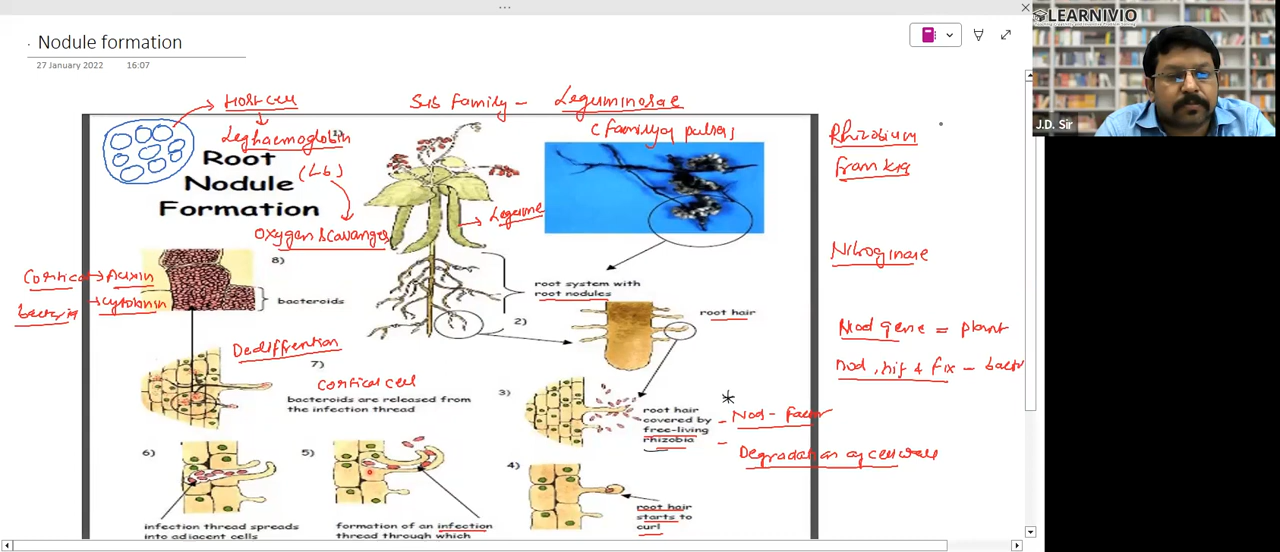 LEARNIVIO
Nodule formation
27 January 2022 16:07
J.D. Sir
Host cell
Sub Family - Leguminosae
Leghaemoglobin
(family of pulses)
Rhizobium
Frankia
(Lb)
Root
Nodule
Formation
Legume
Oxygen Scavanger
Nitroginase
8)
Cortical → Auxin
bacteria → Cytokinin
bacteroids
root system with
root nodules
2)
root hair
Nod gene = plant
Nod, nif & fix - bact
Dediffrention
7)
Cortical cell
bacteroids are released from
the infection thread
3)
root hair
covered by
free-living
rhizobia
- Nod - Factor
- Degradation of cell wall
6)
5)
4)
infection thread spreads
into adjacent cells
formation of an infection
thread through which
root hair
starts to
curl